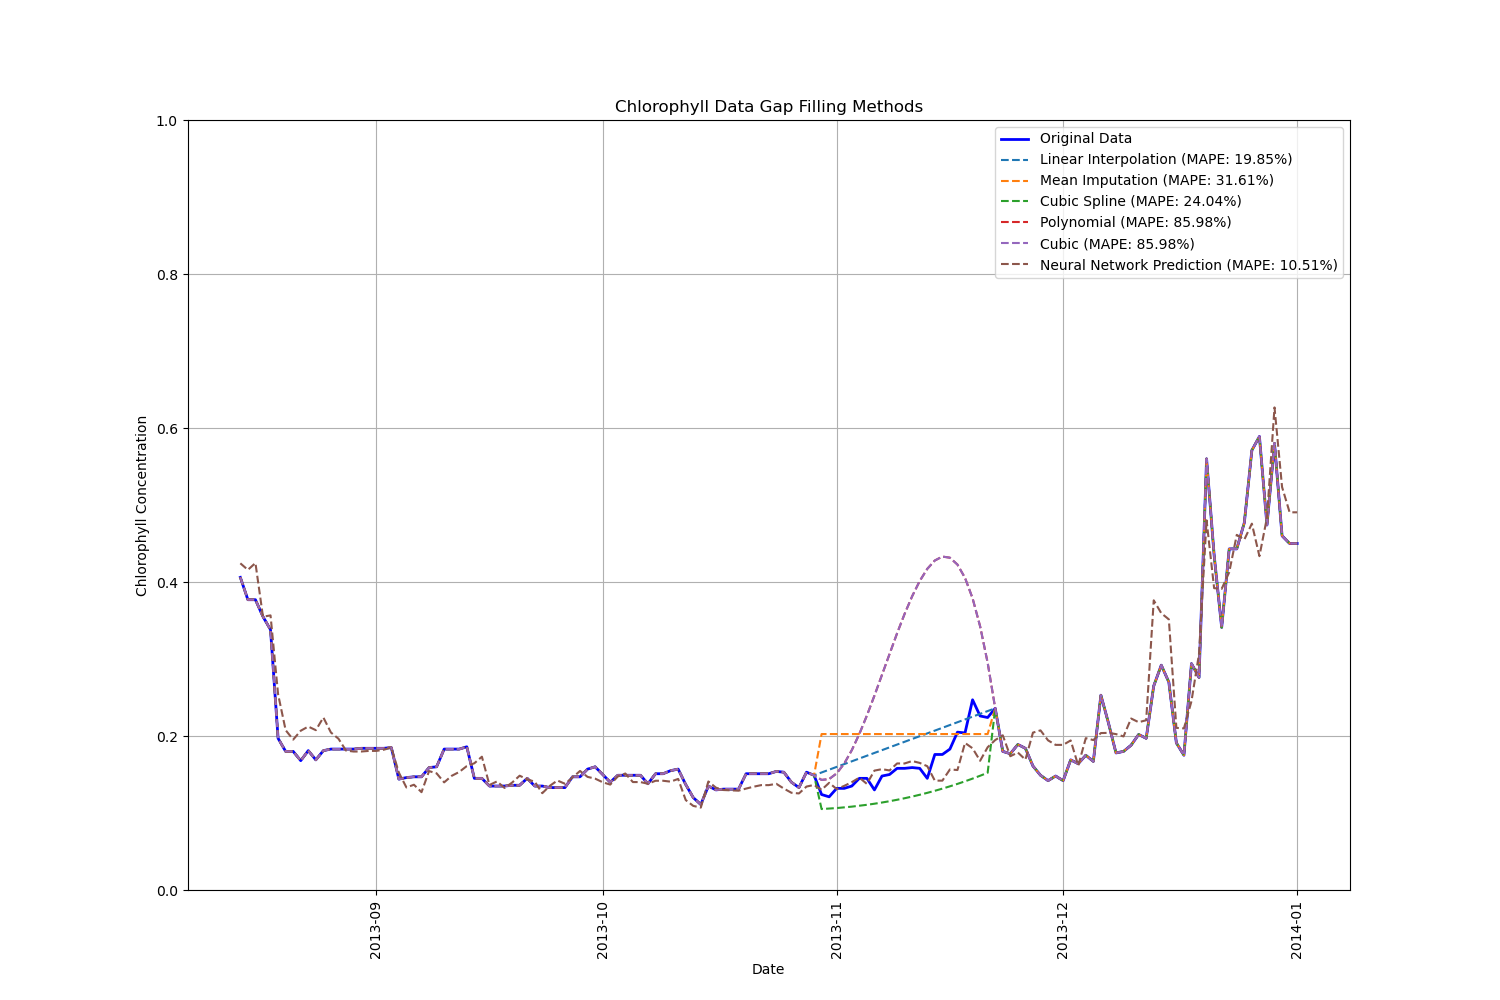 Chlorophyll Data Gap Filling Methods
1.0
0.8
0.6
0.4
0.2
0.0
Chlorophyll Concentration
Original Data
Linear Interpolation (MAPE: 19.85%)
Mean Imputation (MAPE: 31.61%)
Cubic Spline (MAPE: 24.04%)
Polynomial (MAPE: 85.98%)
Cubic (MAPE: 85.98%)
Neural Network Prediction (MAPE: 10.51%)
2013-09
2013-10
2013-11
2013-12
2014-01
Date